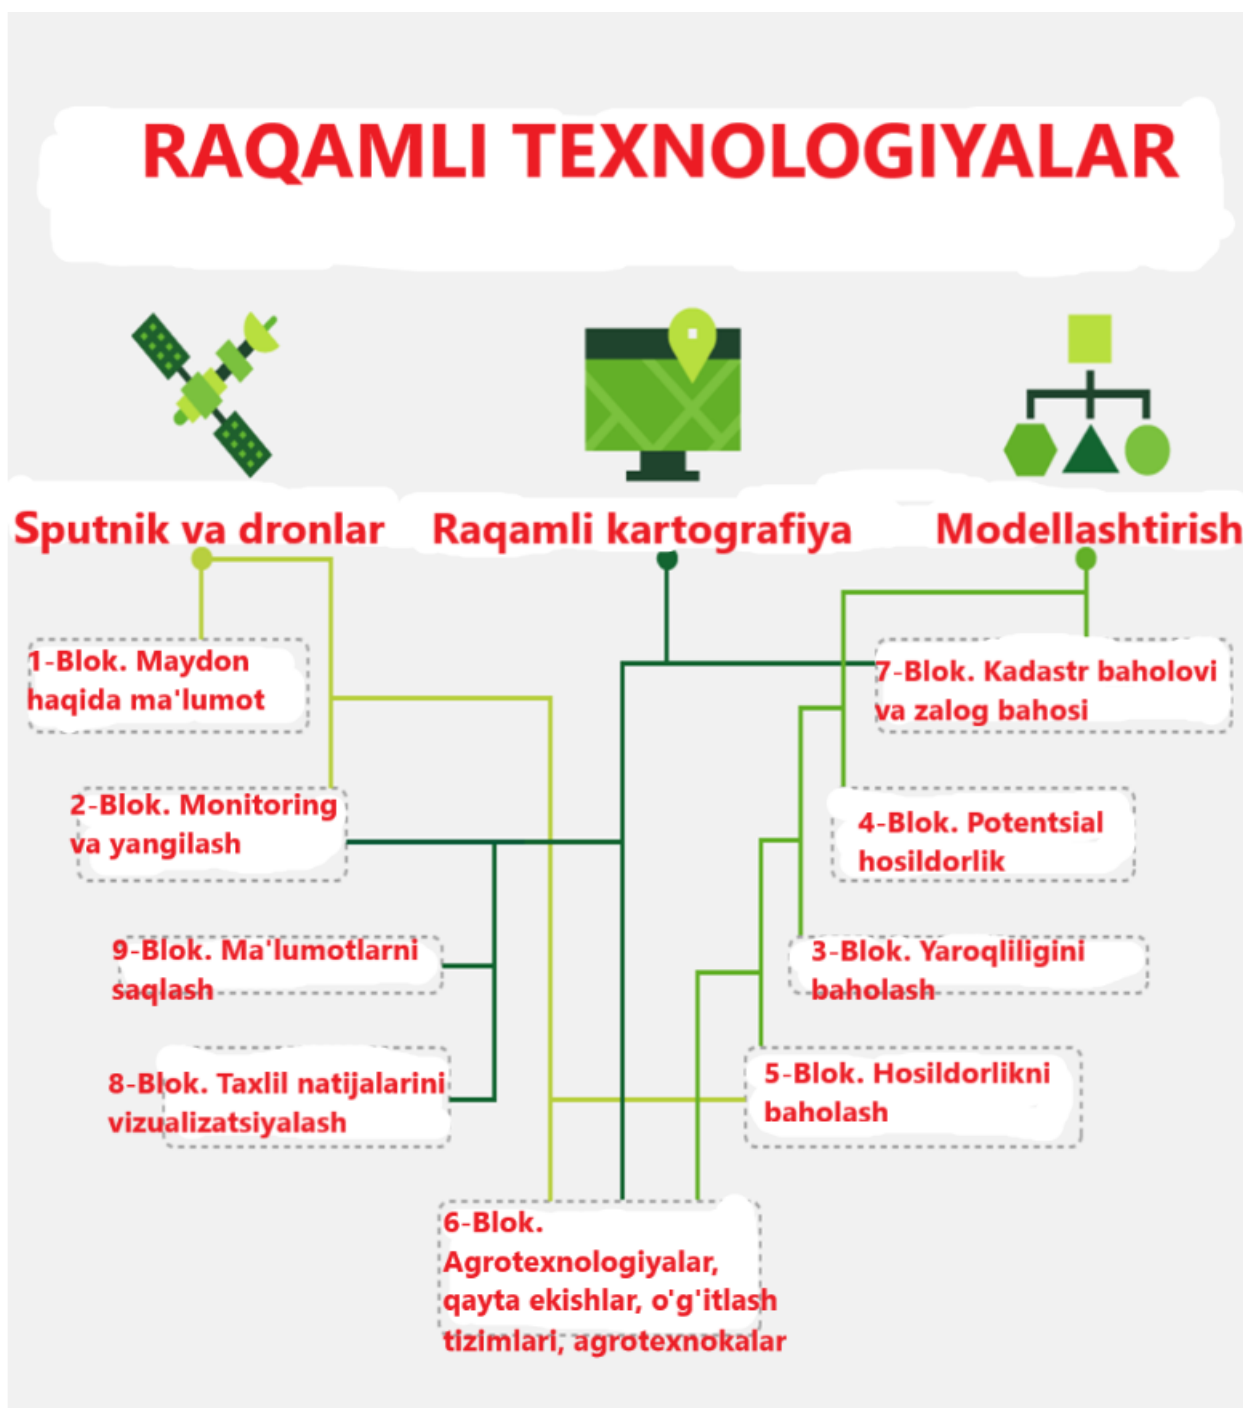 RAQAMLI TEXNOLOGIYALAR
Sputnik va dronlar
Raqamli kartografiya
Modellashtirish
1-Blok. Maydon
haqida ma'lumot
7-Blok. Kadastr baholovi
va zalog bahosi
2-Blok. Monitoring
va yangilash
4-Blok. Potentsial
hosildorlik
9-Blok. Ma'lumotlarni
saqlash
3-Blok. Yaroqliligini
baholash
8-Blok. Taxlil natijalarini
vizualizatsiyalash
5-Blok. Hosildorlikni
baholash
6-Blok.
Agrotexnologiyalar,
qayta ekishlar, o'g'itlash
tizimlari, agrotexnokalar